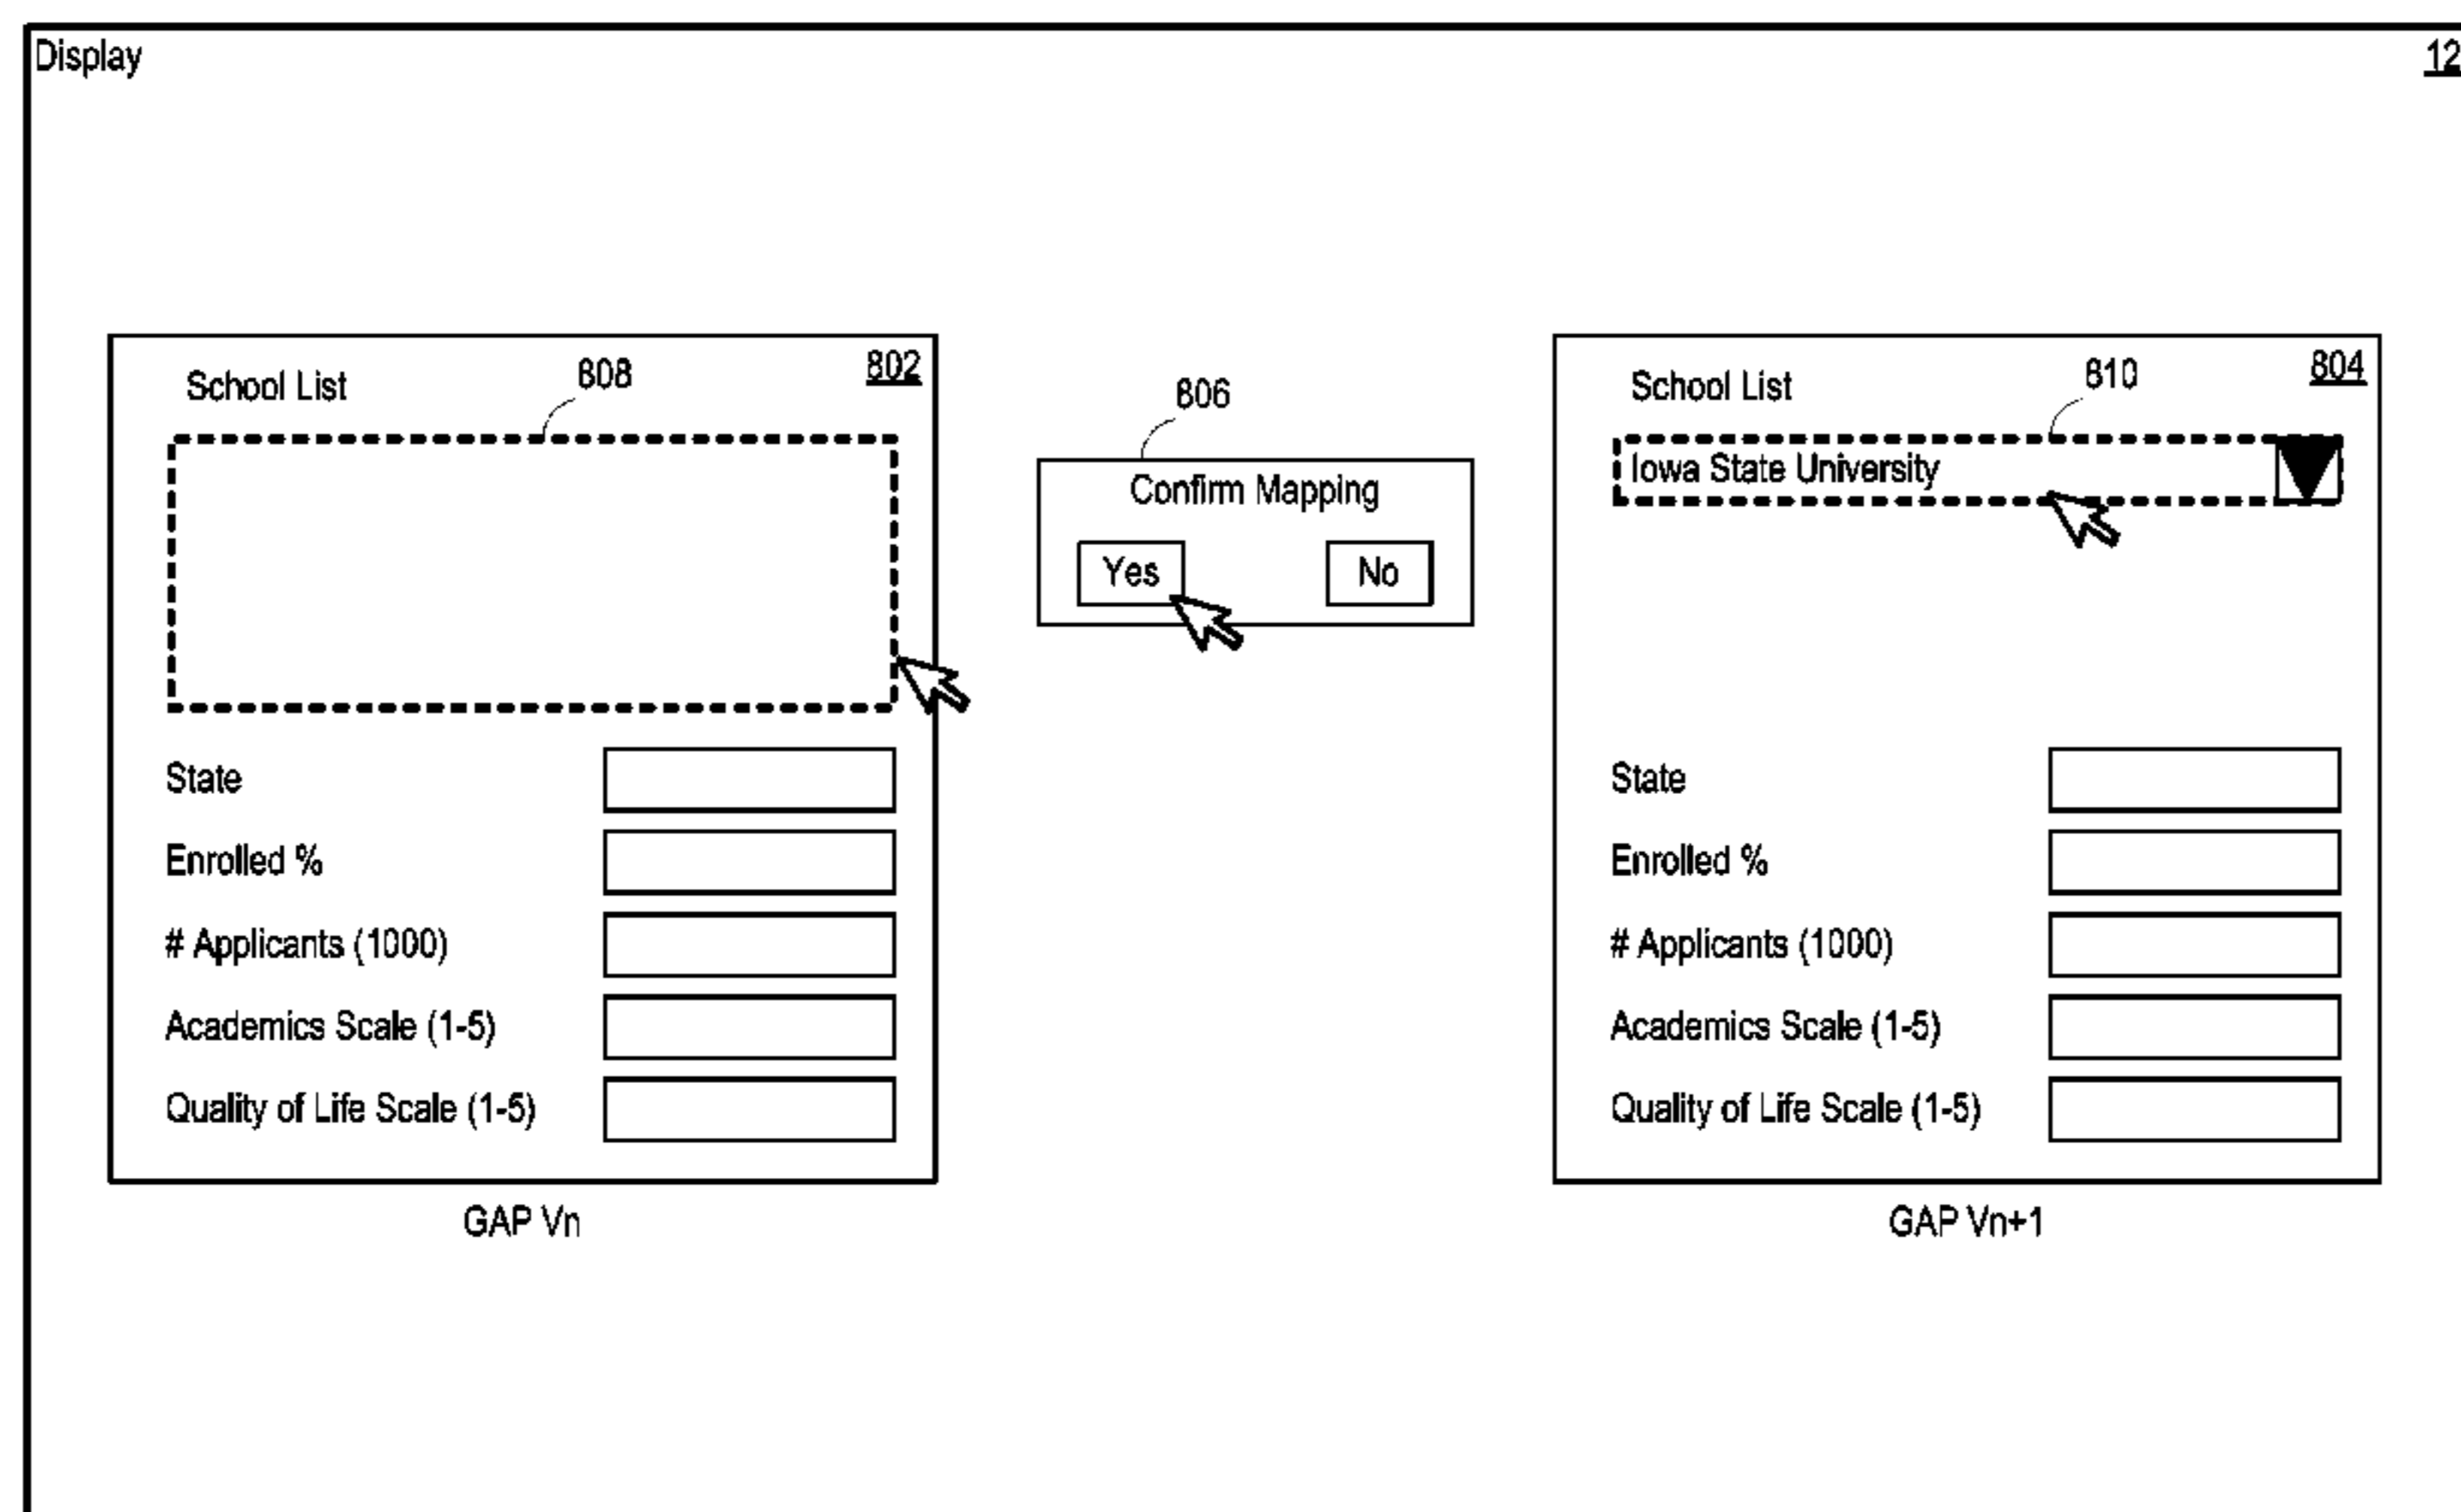 Display
12
School List
808
802
State
Enrolled %
# Applicants (1000)
Academics Scale (1-5)
Quality of Life Scale (1-5)
GAP Vn
806
Confirm Mapping
Yes
No
School List
810
804
Iowa State University
State
Enrolled %
# Applicants (1000)
Academics Scale (1-5)
Quality of Life Scale (1-5)
GAP Vn+1